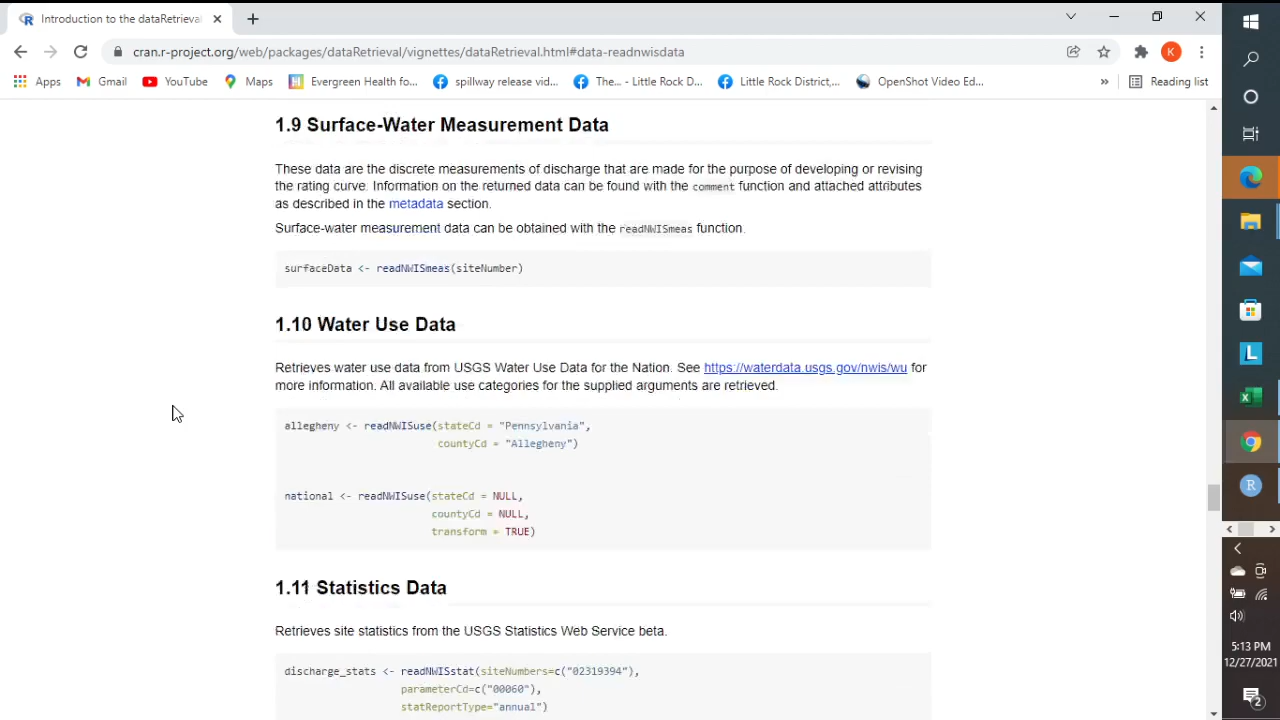 Introduction to the dataRetrieval
cran.r-project.org/web/packages/dataRetrieval/vignettes/dataRetrieval.html#data-readnwisdata
K
Apps Gmail YouTube Maps Evergreen Health fo... spillway release vid... The... - Little Rock D... Little Rock District,... OpenShot Video Ed... » Reading list
1.9 Surface-Water Measurement Data
These data are the discrete measurements of discharge that are made for the purpose of developing or revising
the rating curve. Information on the returned data can be found with the comment function and attached attributes
as described in the metadata section.
Surface-water measurement data can be obtained with the readNWISmeas function.
surfaceData <- readNWISmeas(siteNumber)
1.10 Water Use Data
Retrieves water use data from USGS Water Use Data for the Nation. See https://waterdata.usgs.gov/nwis/wu for
more information. All available use categories for the supplied arguments are retrieved.
allegheny <- readNWISuse(stateCd = "Pennsylvania",
countyCd = "Allegheny")
national <- readNWISuse(stateCd = NULL,
countyCd = NULL,
transform = TRUE)
1.11 Statistics Data
Retrieves site statistics from the USGS Statistics Web Service beta.
discharge_stats <- readNWISstat(siteNumbers=c("02319394"),
parameterCd=c("00060"),
statReportType="annual")
L
R
5:13 PM
12/27/2021
2